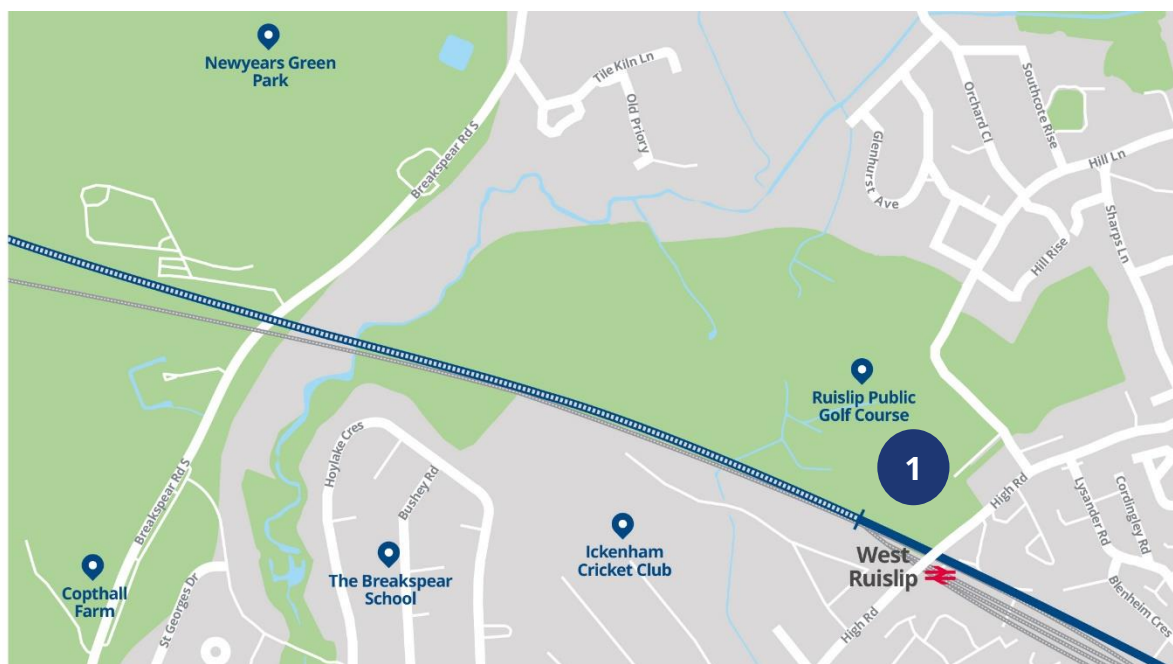 Newyears Green
Park
Tile Kiln Ln
Old Priory
Breakspear Rd S
Southcote Rise
Orchard Cl
Glenhurst Ave
Hill Ln
Sharps Ln
Hill Rise
Ruislip Public
Golf Course
1
High Rd
Lysander Rd
Cordingley Rd
Blenheim Cres
West
Ruislip
High Rd
Hoylake Cres
Bushey Rd
Breakspear Rd S
Ickenham
Cricket Club
The Breakspear
School
Copthall
Farm
St Georges Dr